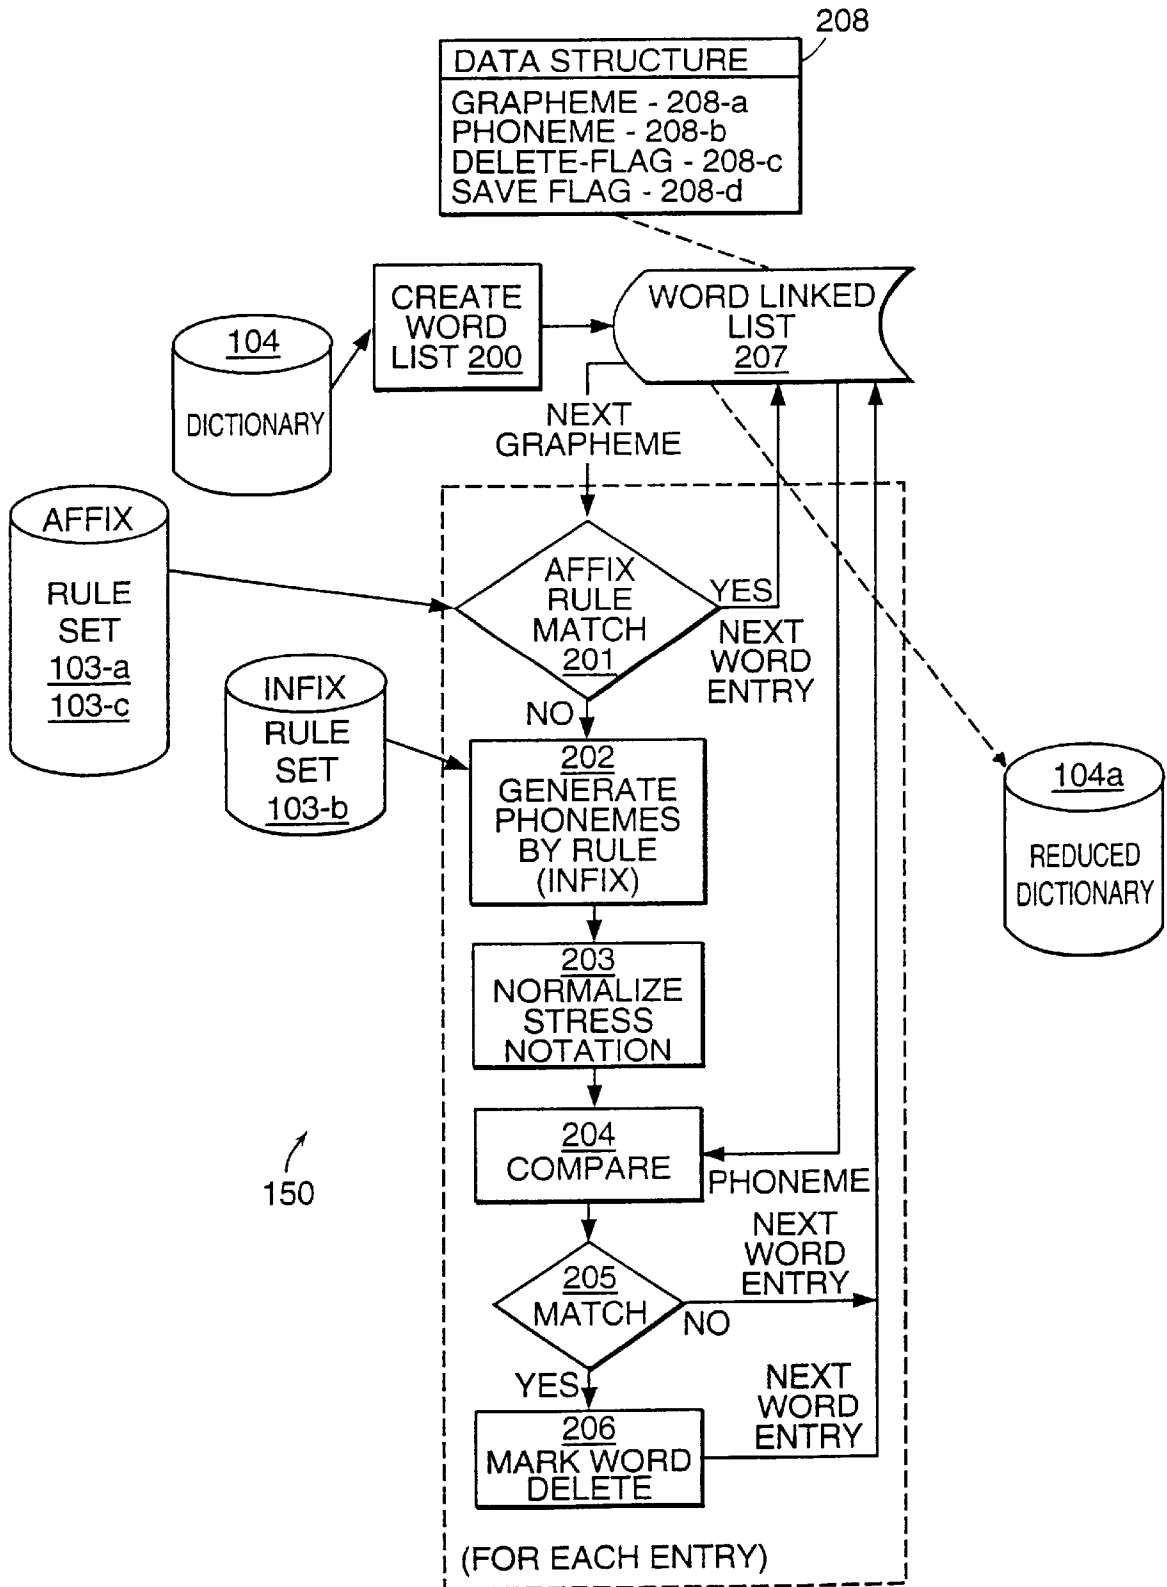 208
DATA STRUCTURE
GRAPHEME - 208-a
PHONEME - 208-b
DELETE-FLAG - 208-c
SAVE FLAG - 208-d
CREATE
WORD
LIST 200
WORD LINKED
LIST
207
104
DICTIONARY
NEXT
GRAPHEME
AFFIX
RULE
SET
103-a
103-c
AFFIX
RULE
MATCH
201
YES
NEXT
WORD
ENTRY
NO
INFIX
RULE
SET
103-b
202
GENERATE
PHONEMES
BY RULE
(INFIX)
104a
REDUCED
DICTIONARY
203
NORMALIZE
STRESS
NOTATION
204
COMPARE
PHONEME
150
205
MATCH
NEXT
WORD
ENTRY
NO
YES
NEXT
WORD
ENTRY
206
MARK WORD
DELETE
(FOR EACH ENTRY)